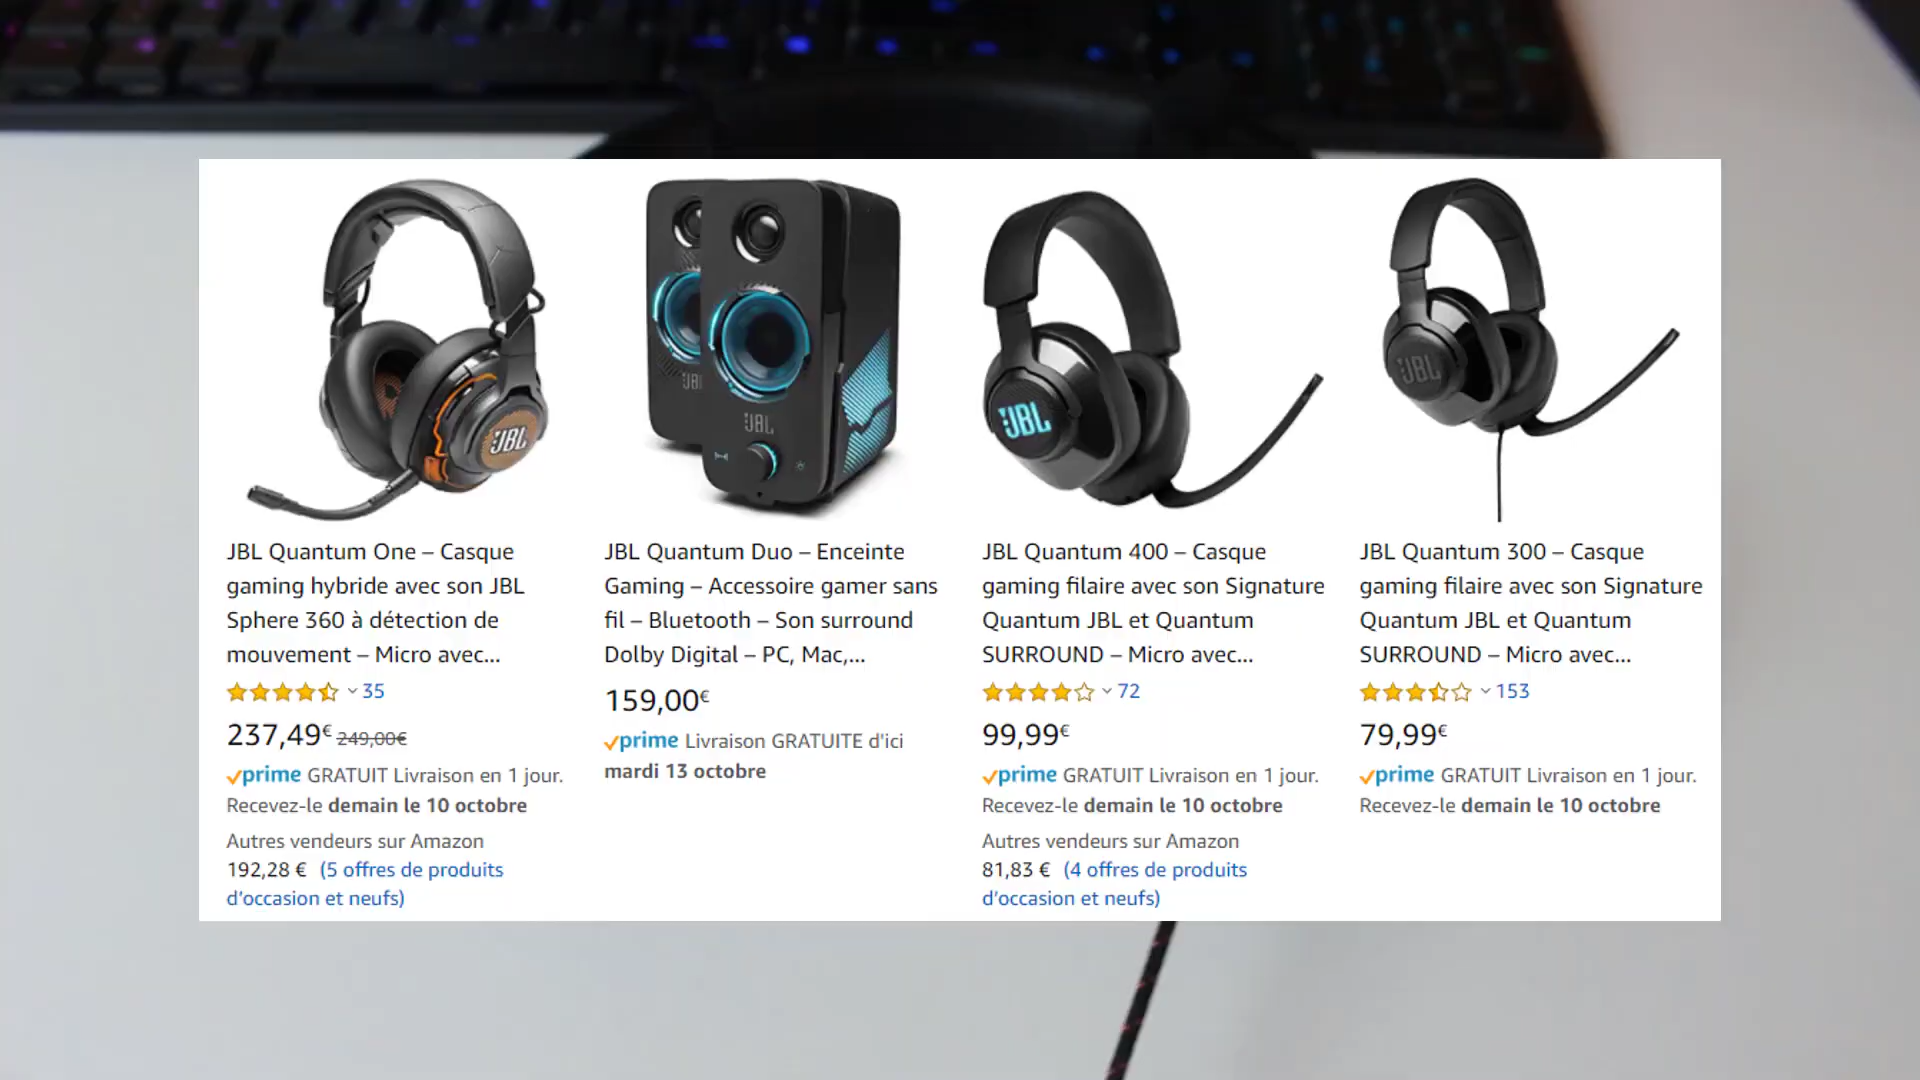 JBL
JBL
JBL
JBL
JBL
JBL Quantum One – Casque
gaming hybride avec son JBL
Sphere 360 à détection de
mouvement – Micro avec...
35
237,49€ 249,00€
prime GRATUIT Livraison en 1 jour.
Recevez-le demain le 10 octobre
Autres vendeurs sur Amazon
192,28 € (5 offres de produits
d'occasion et neufs)
JBL Quantum Duo – Enceinte
Gaming – Accessoire gamer sans
fil – Bluetooth – Son surround
Dolby Digital – PC, Mac,...
159,00€
prime Livraison GRATUITE d'ici
mardi 13 octobre
JBL Quantum 400 – Casque
gaming filaire avec son Signature
Quantum JBL et Quantum
SURROUND – Micro avec...
72
99,99€
prime GRATUIT Livraison en 1 jour.
Recevez-le demain le 10 octobre
Autres vendeurs sur Amazon
81,83 € (4 offres de produits
d'occasion et neufs)
JBL Quantum 300 – Casque
gaming filaire avec son Signature
Quantum JBL et Quantum
SURROUND – Micro avec...
153
79,99€
prime GRATUIT Livraison en 1 jour.
Recevez-le demain le 10 octobre